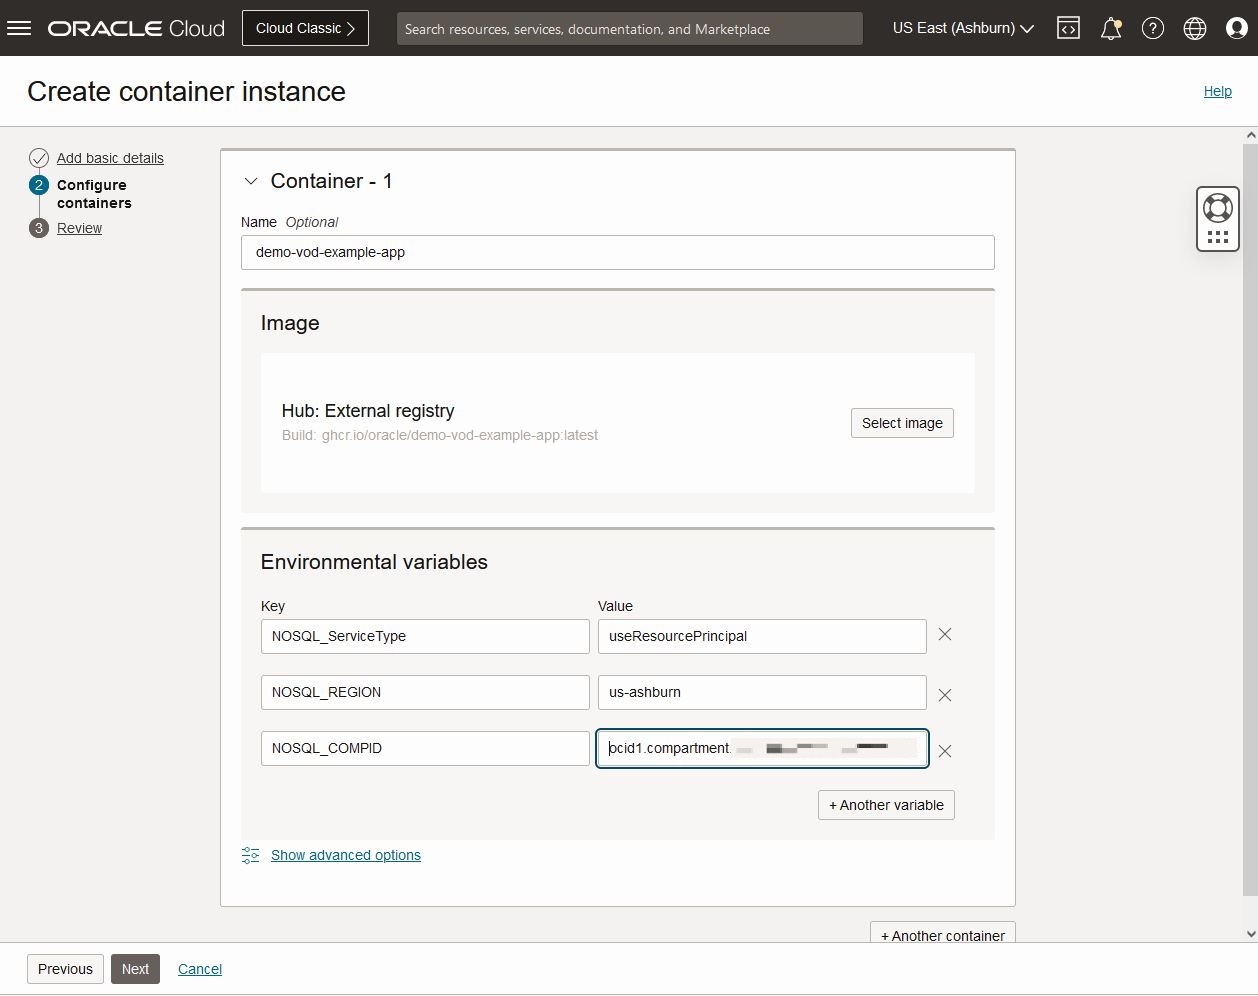 ORACLE Cloud
Cloud Classic
Search resources, services, documentation, and Marketplace
US East (Ashburn)
Create container instance
Help
Add basic details
2 Configure containers
3 Review
Container - 1
Name Optional
demo-vod-example-app
Image
Hub: External registry
Build: ghcr.io/oracle/demo-vod-example-app:latest
Select image
Environmental variables
Key Value
NOSQL_ServiceType useResourcePrincipal
NOSQL_REGION us-ashburn
NOSQL_COMPID ocid1.compartment.
+ Another variable
Show advanced options
+ Another container
Previous Next Cancel